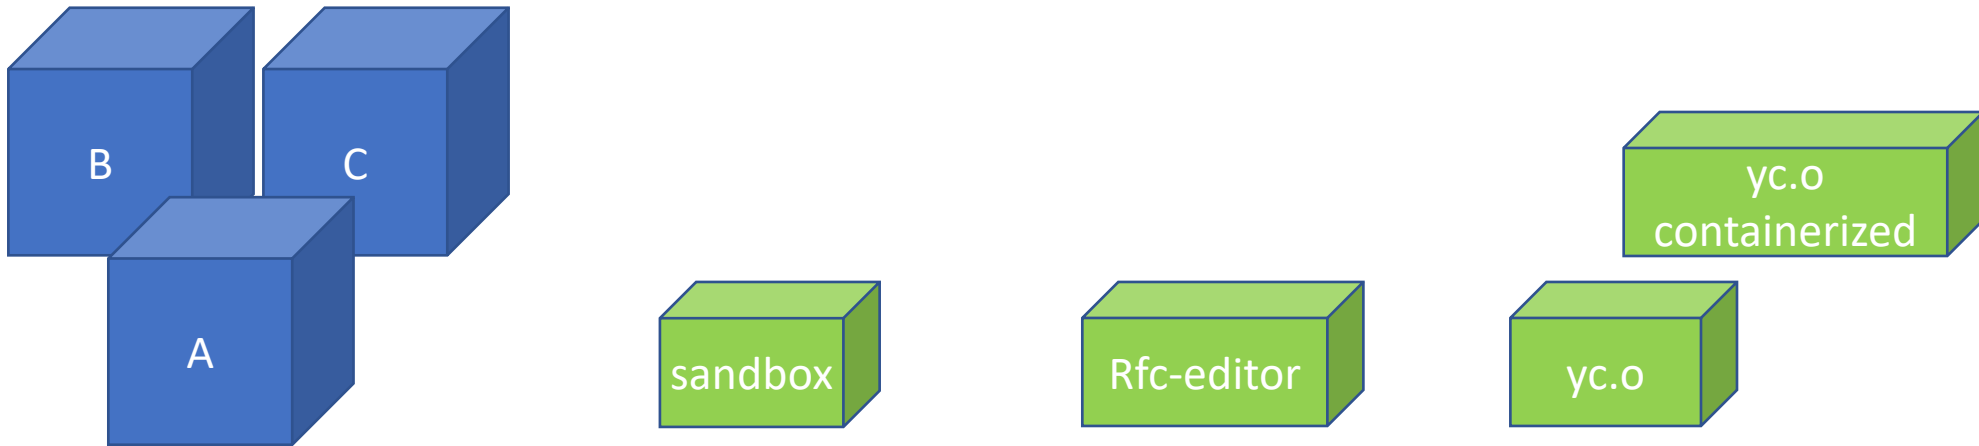 B
C
A
sandbox
Rfc-editor
yc.o
containerized
yc.o